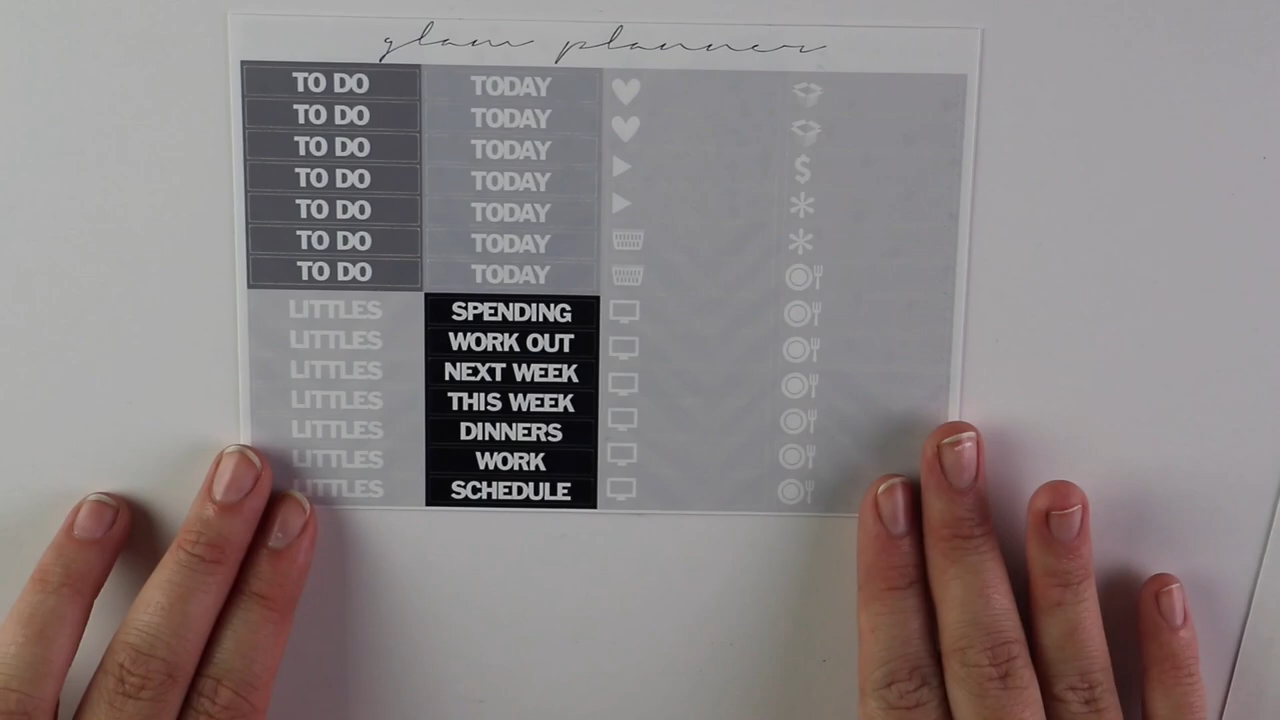 glam planner
TO DO
TO DO
TO DO
TO DO
TO DO
TO DO
TO DO
TODAY
TODAY
TODAY
TODAY
TODAY
TODAY
TODAY
LITTLES
LITTLES
LITTLES
LITTLES
LITTLES
LITTLES
LITTLES
SPENDING
WORK OUT
NEXT WEEK
THIS WEEK
DINNERS
WORK
SCHEDULE
$